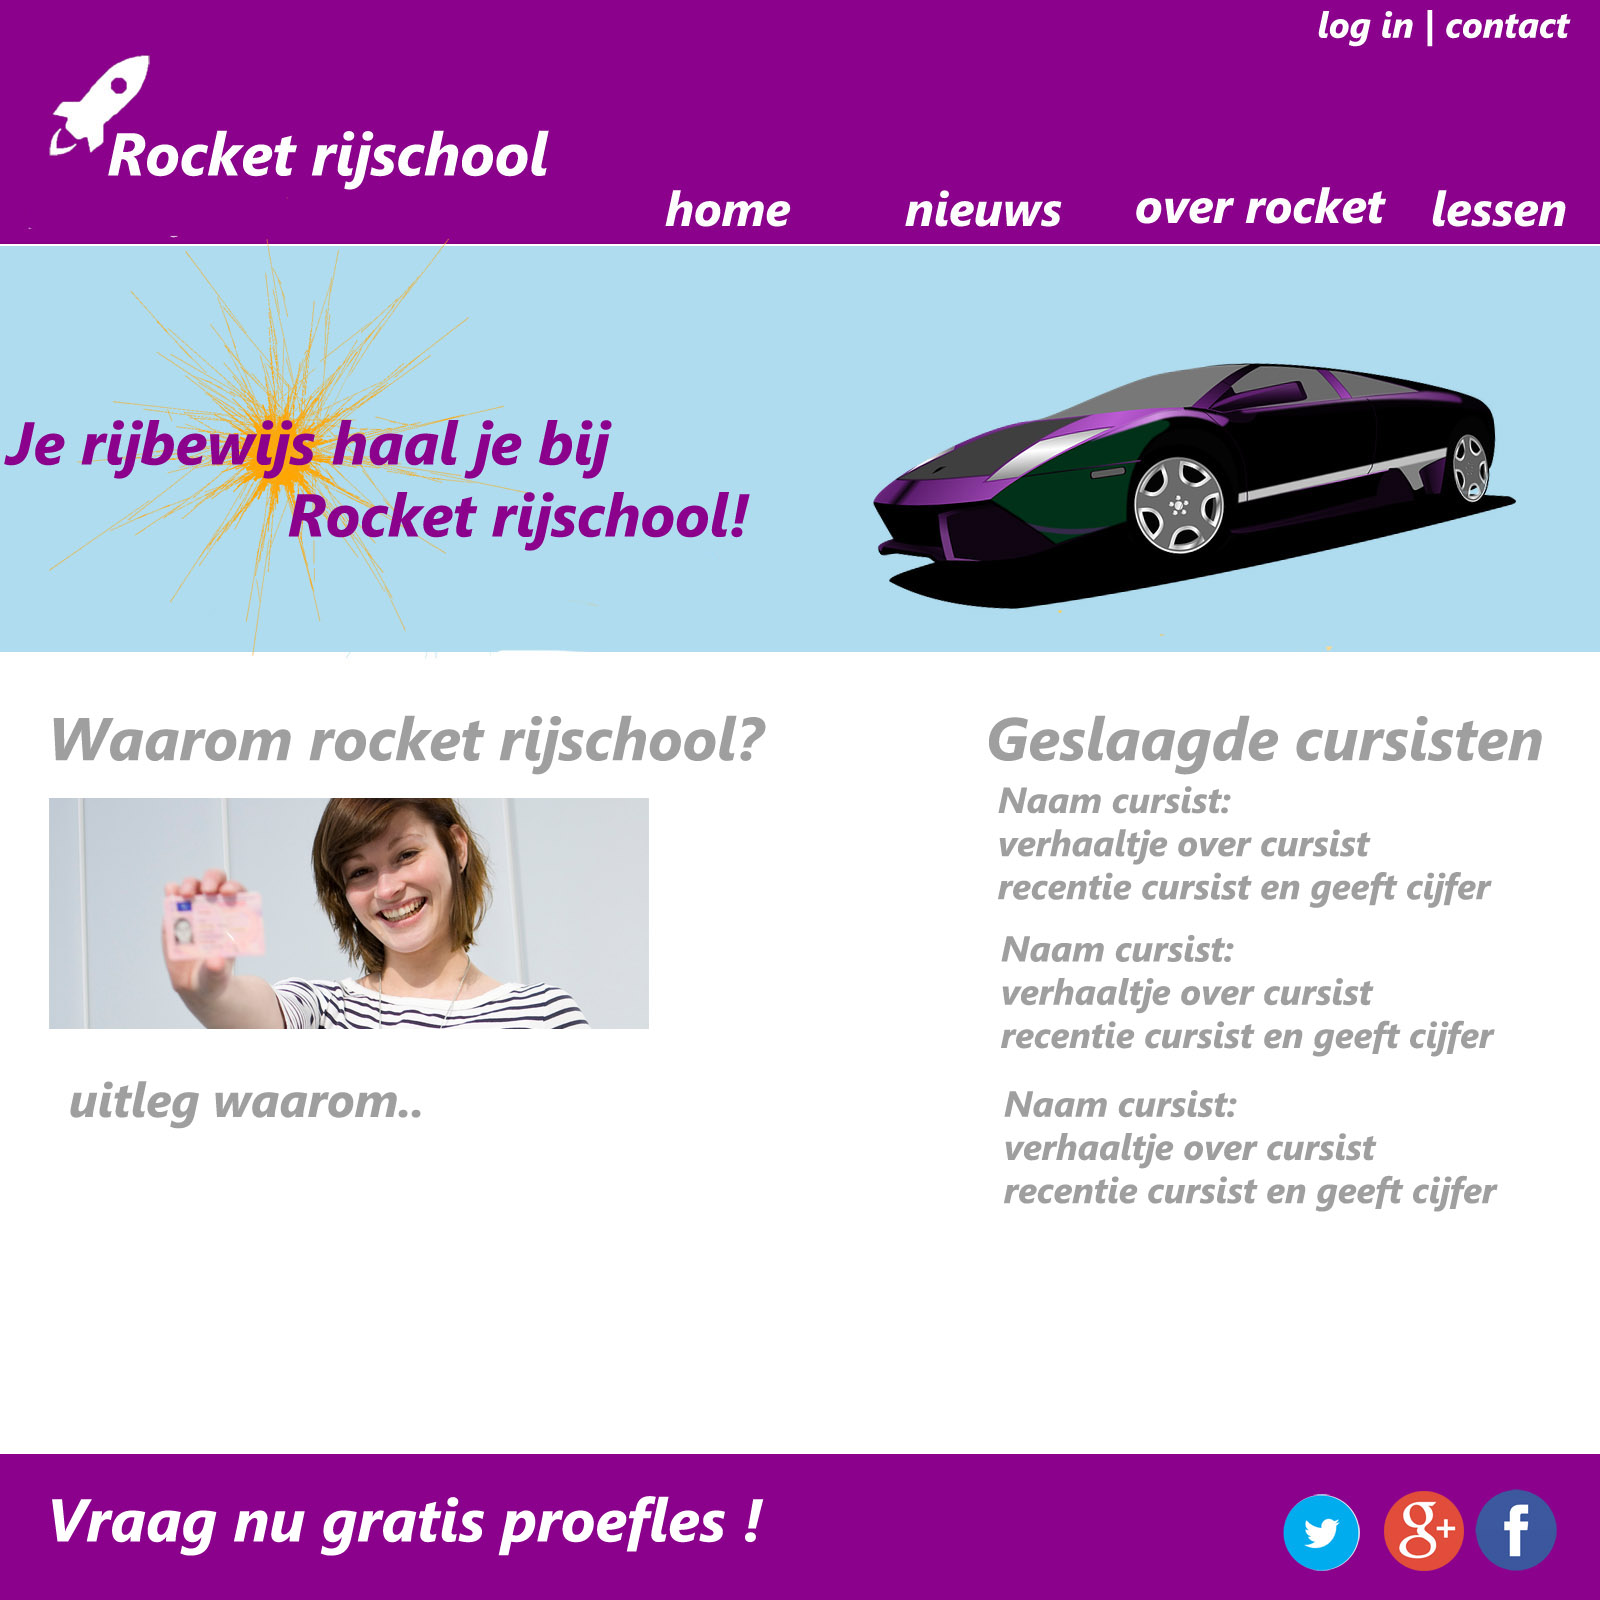 log in | contact
Rocket rijschool
home nieuws over rocket lessen
Je rijbewijs haal je bij
Rocket rijschool!
Waarom rocket rijschool?
uitleg waarom..
Geslaagde cursisten
Naam cursist:
verhaaltje over cursist
recentie cursist en geeft cijfer
Naam cursist:
verhaaltje over cursist
recentie cursist en geeft cijfer
Naam cursist:
verhaaltje over cursist
recentie cursist en geeft cijfer
Vraag nu gratis proefles !
g+ f